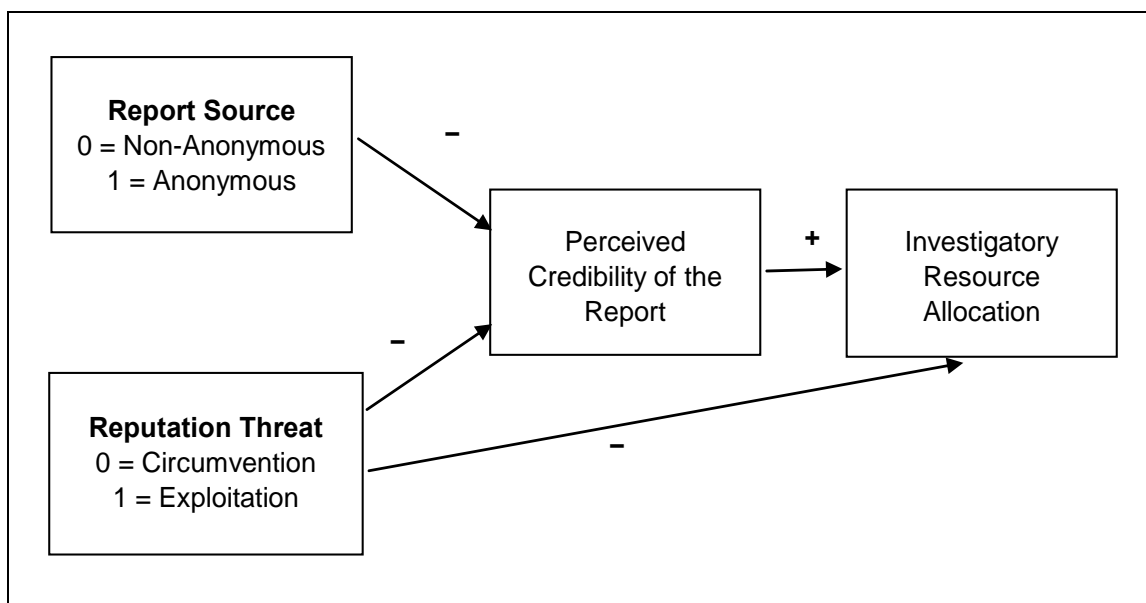 Report Source
0 = Non-Anonymous
1 = Anonymous
–
Perceived
Credibility of the
Report
+
Investigatory
Resource
Allocation
–
Reputation Threat
0 = Circumvention
1 = Exploitation
–